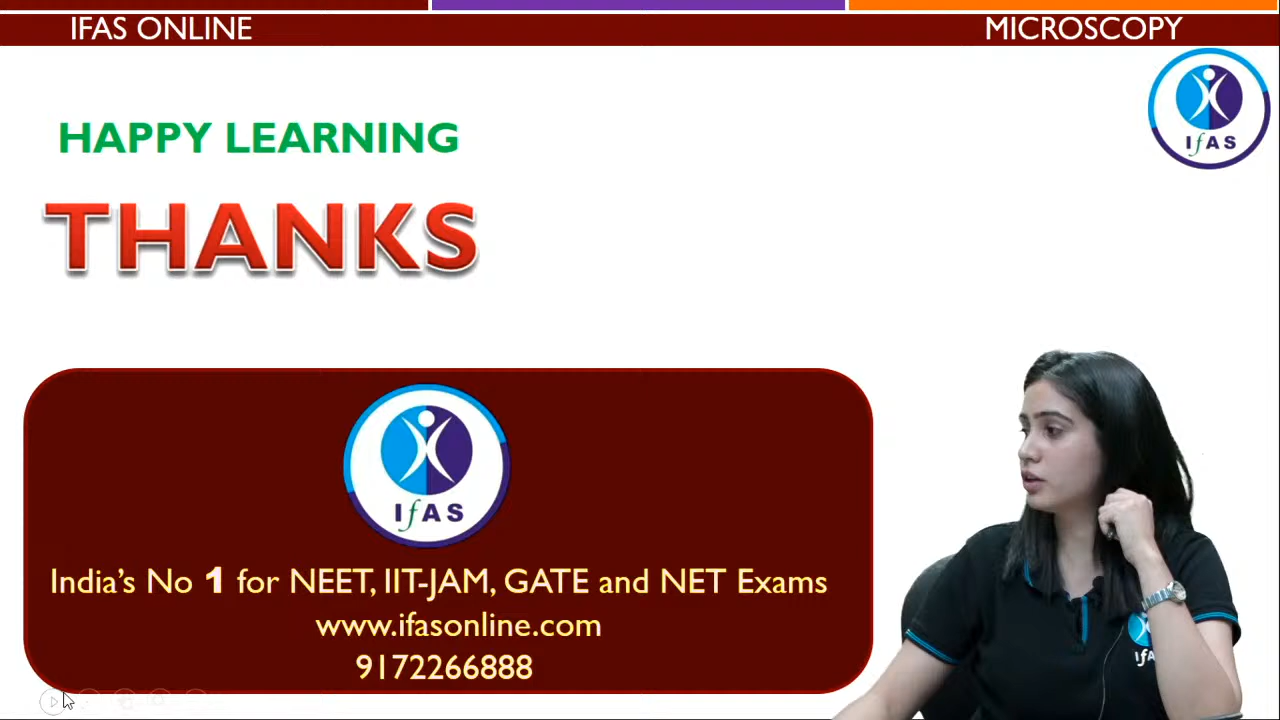 IFAS ONLINE
MICROSCOPY
IfAS
HAPPY LEARNING
THANKS
IfAS
India's No 1 for NEET, IIT-JAM, GATE and NET Exams
www.ifasonline.com
9172266888
IfAS